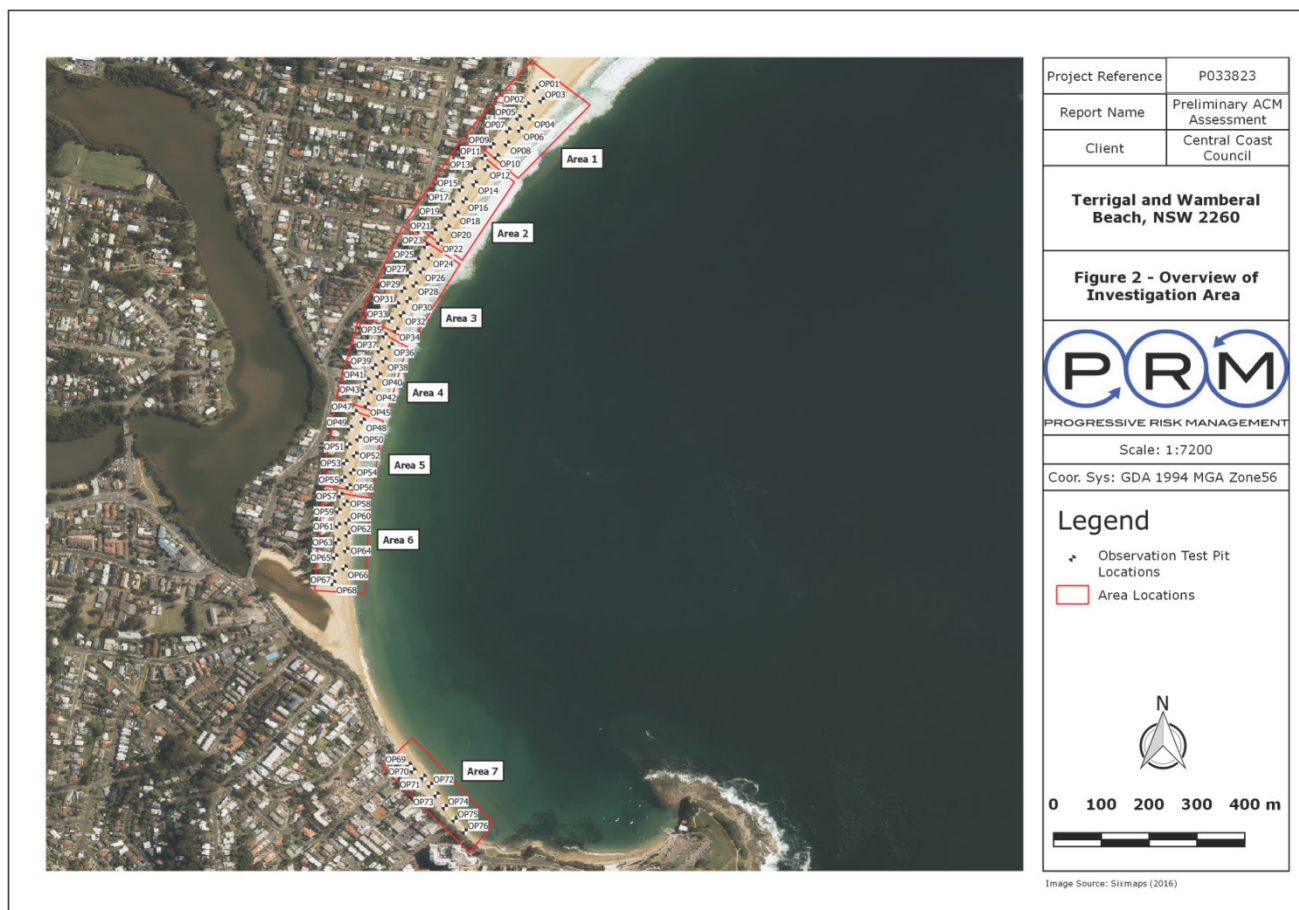 OP01
OP02
OP03
OP05
OP04
OP07
OP06
OP09
OP08
OP11
Area 1
OP10
OP13
OP12
OP15
OP14
OP17
OP16
OP19
OP18
OP21
OP20
Area 2
OP23
OP22
OP25
OP24
OP27
OP26
OP29
OP28
OP31
OP30
OP33
Area 3
OP32
OP35
OP34
OP37
OP36
OP39
OP38
OP41
OP40
OP43
Area 4
OP42
OP47
OP45
OP49
OP48
OP50
OP51
OP52
OP53
Area 5
OP54
OP55
OP56
OP57
OP58
OP59
OP60
OP61
OP62
OP63
Area 6
OP64
OP65
OP66
OP67
OP68
OP69
OP70
Area 7
OP72
OP71
OP73
OP74
OP75
OP76
Project Reference P033823
Report Name Preliminary ACM
Assessment
Client Central Coast
Council
Terrigal and Wamberal
Beach, NSW 2260
Figure 2 - Overview of
Investigation Area
PRM
PROGRESSIVE RISK MANAGEMENT
Scale: 1:7200
Coor. Sys: GDA 1994 MGA Zone56
Legend
Observation Test Pit
Locations
Area Locations
N
0 100 200 300 400 m
Image Source: Sixmaps (2016)